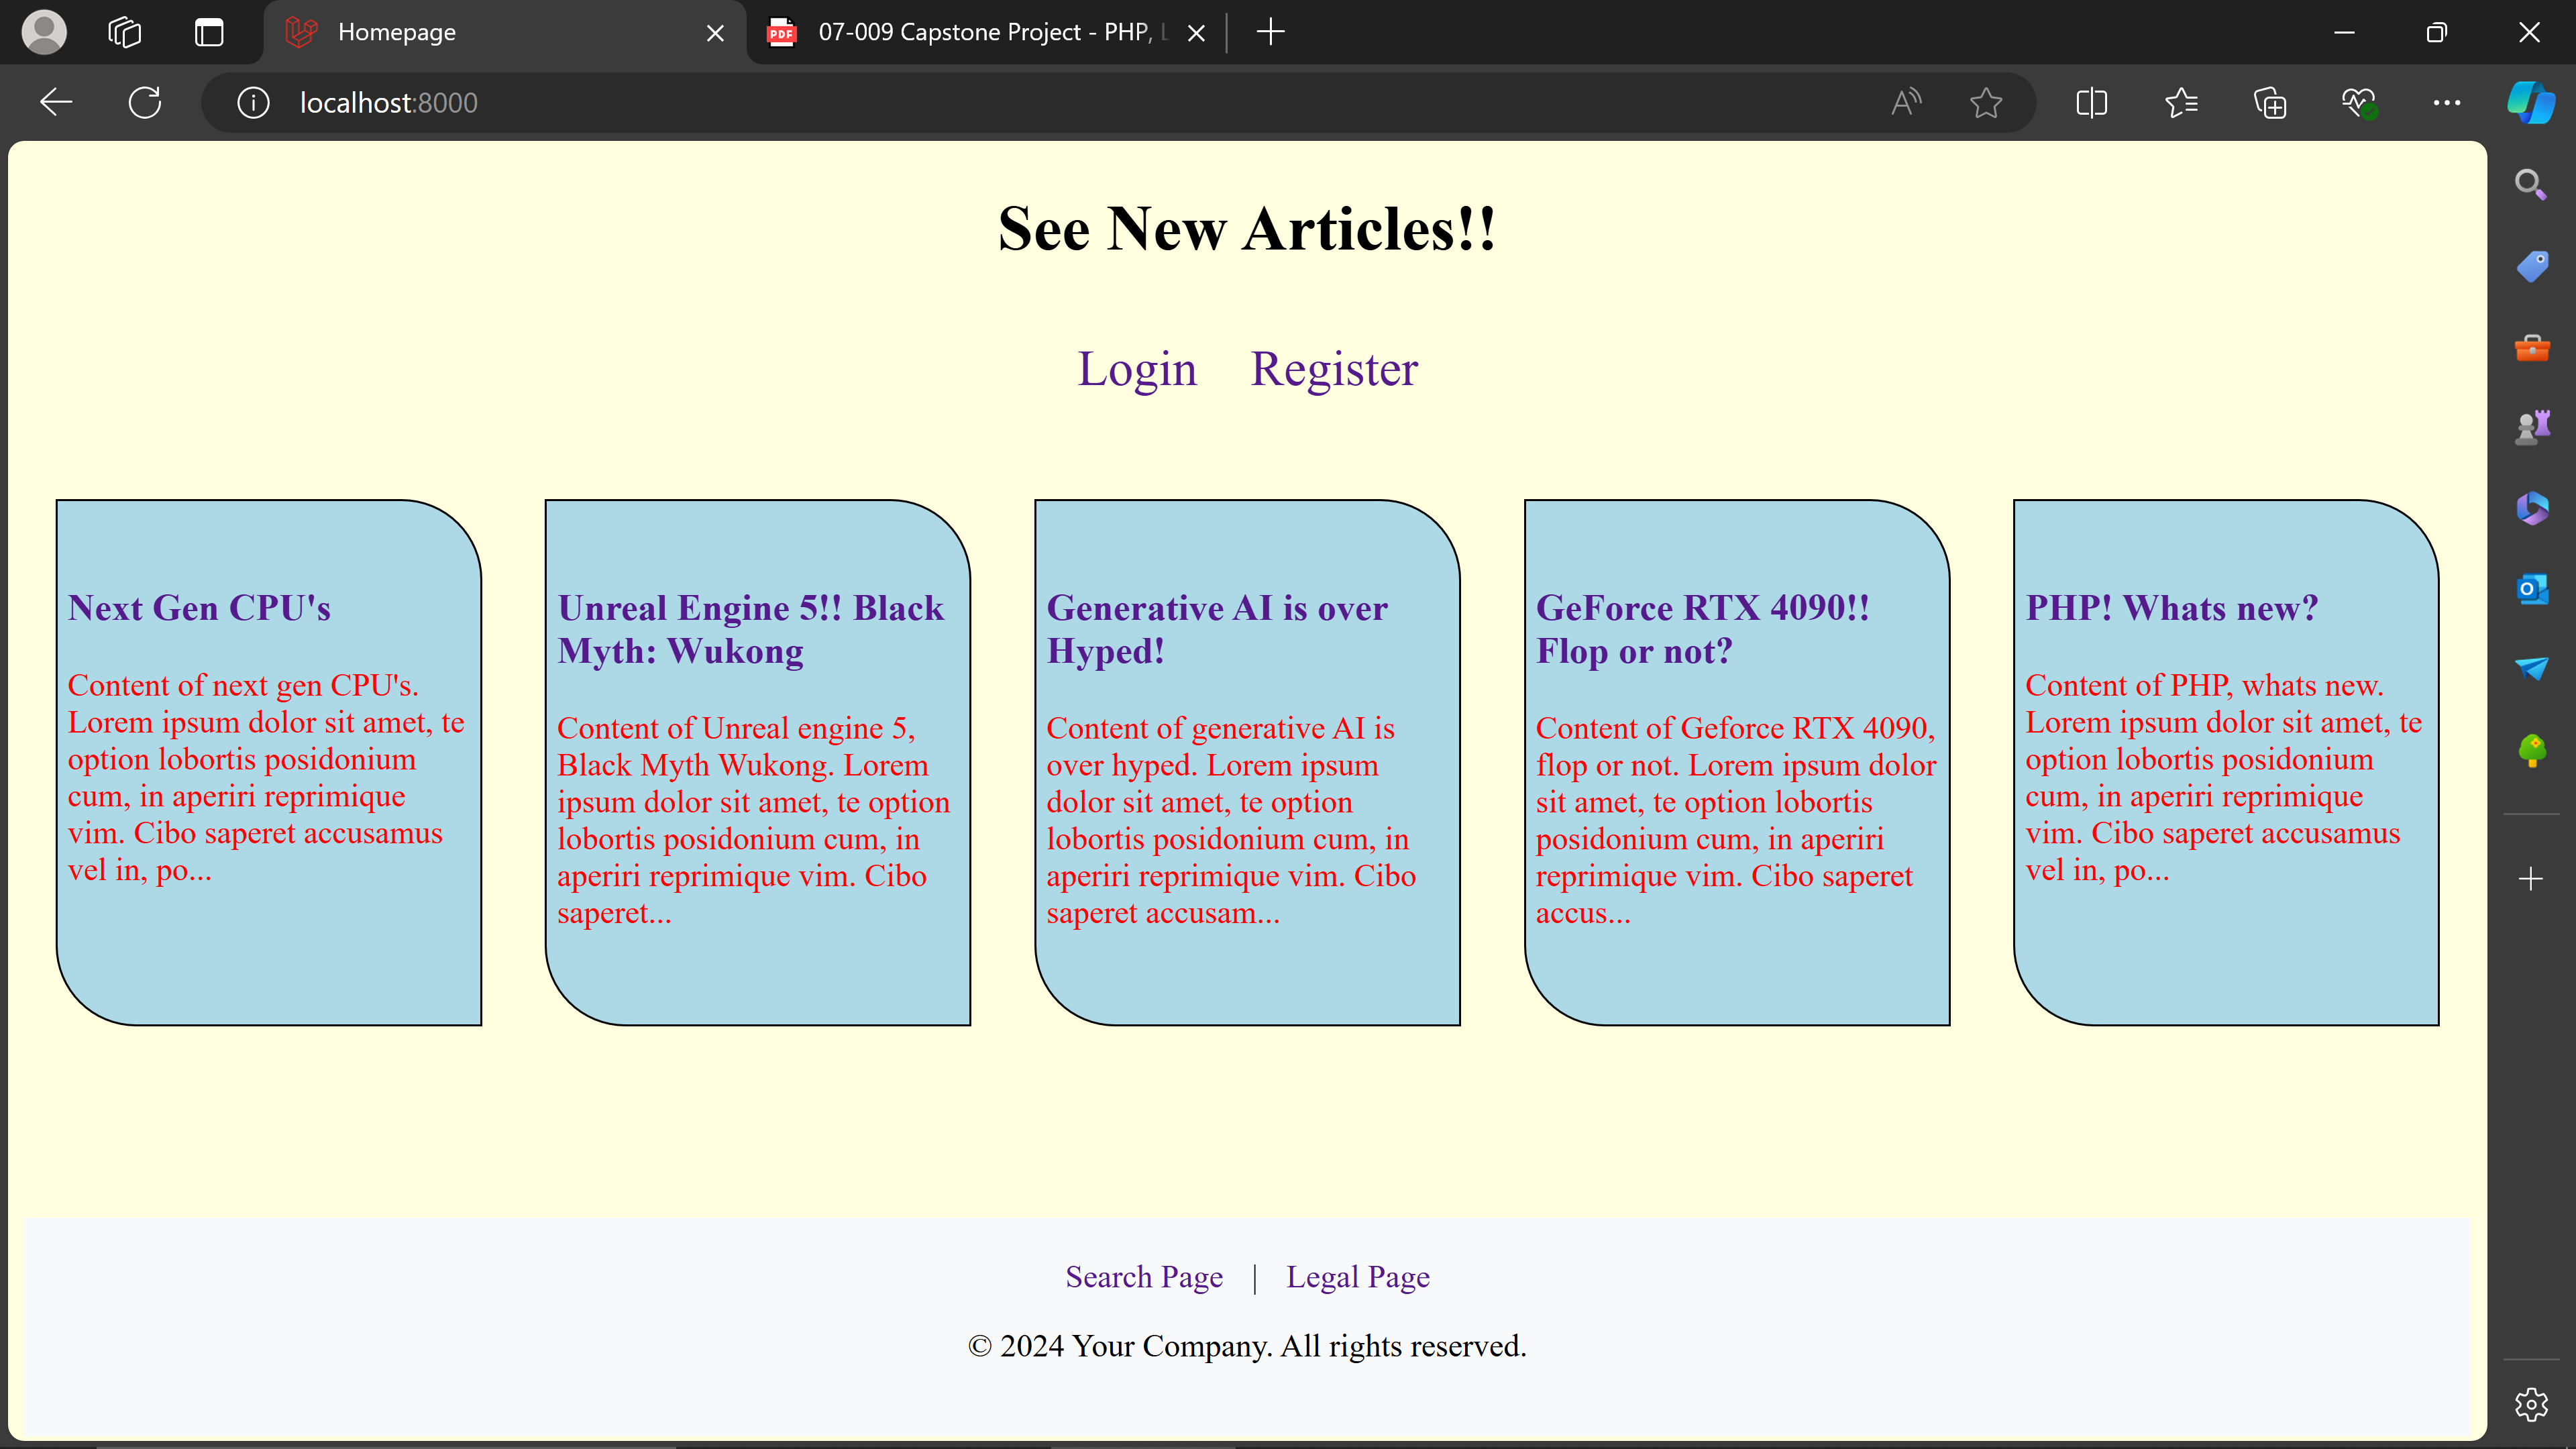 Homepage
07-009 Capstone Project - PHP, L
localhost:8000
See New Articles!!
Login Register
Next Gen CPU's
Content of next gen CPU's.
Lorem ipsum dolor sit amet, te
option lobortis posidonium
cum, in aperiri reprimique
vim. Cibo saperet accusamus
vel in, po...
Unreal Engine 5!! Black
Myth: Wukong
Content of Unreal engine 5,
Black Myth Wukong. Lorem
ipsum dolor sit amet, te option
lobortis posidonium cum, in
aperiri reprimique vim. Cibo
saperet...
Generative AI is over
Hyped!
Content of generative AI is
over hyped. Lorem ipsum
dolor sit amet, te option
lobortis posidonium cum, in
aperiri reprimique vim. Cibo
saperet accusam...
GeForce RTX 4090!!
Flop or not?
Content of Geforce RTX 4090,
flop or not. Lorem ipsum dolor
sit amet, te option lobortis
posidonium cum, in aperiri
reprimique vim. Cibo saperet
accus...
PHP! Whats new?
Content of PHP, whats new.
Lorem ipsum dolor sit amet, te
option lobortis posidonium
cum, in aperiri reprimique
vim. Cibo saperet accusamus
vel in, po...
Search Page | Legal Page
© 2024 Your Company. All rights reserved.